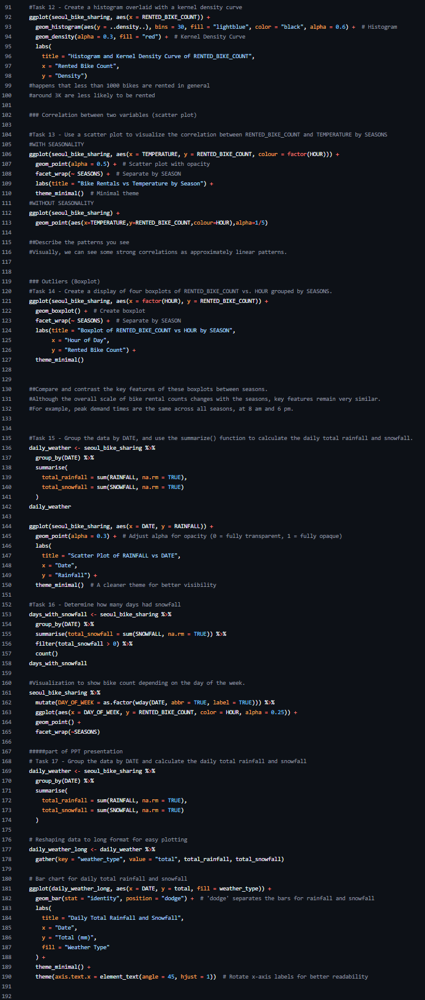 91 #Task 12 - Create a histogram overlaid with a kernel density curve
92 ggplot(seoul_bike_sharing, aes(x = RENTED_BIKE_COUNT)) +
93   geom_histogram(aes(y = ..density..), bins = 30, fill = "lightblue", color = "black", alpha = 0.6) +  # Histogram
94   geom_density(alpha = 0.3, fill = "red") +  # Kernel Density Curve
95   labs(
96     title = "Histogram and Kernel Density Curve of RENTED_BIKE_COUNT",
97     x = "Rented Bike Count",
98     y = "Density")
99 #happens that less than 1000 bikes are rented in general
100 #around 3K are less likely to be rented
101
102 ### Correlation between two variables (scatter plot)
103
104 #Task 13 - Use a scatter plot to visualize the correlation between RENTED_BIKE_COUNT and TEMPERATURE by SEASONS
105 #WITH SEASONALITY
106 ggplot(seoul_bike_sharing, aes(x = TEMPERATURE, y = RENTED_BIKE_COUNT, colour = factor(HOUR))) +
107   geom_point(alpha = 0.5) +  # Scatter plot with opacity
108   facet_wrap(~ SEASONS) +  # Separate by SEASON
109   labs(title = "Bike Rentals vs Temperature by Season") +
110   theme_minimal()  # Minimal theme
111 #WITHOUT SEASONALITY
112 ggplot(seoul_bike_sharing) +
113   geom_point(aes(x=TEMPERATURE,y=RENTED_BIKE_COUNT,colour=HOUR),alpha=1/5)
114
115 ##Describe the patterns you see
116 #Visually, we can see some strong correlations as approximately linear patterns.
117
118
119 ### Outliers (Boxplot)
120 #Task 14 - Create a display of four boxplots of RENTED_BIKE_COUNT vs. HOUR grouped by SEASONS.
121 ggplot(seoul_bike_sharing, aes(x = factor(HOUR), y = RENTED_BIKE_COUNT)) +
122   geom_boxplot() +  # Create boxplot
123   facet_wrap(~ SEASONS) +  # Separate by SEASON
124   labs(title = "Boxplot of RENTED_BIKE_COUNT vs HOUR by SEASON",
125        x = "Hour of Day",
126        y = "Rented Bike Count") +
127   theme_minimal()
128
129
130 ##Compare and contrast the key features of these boxplots between seasons.
131 #Although the overall scale of bike rental counts changes with the seasons, key features remain very similar.
132 #For example, peak demand times are the same across all seasons, at 8 am and 6 pm.
133
134
135 #Task 15 - Group the data by DATE, and use the summarize() function to calculate the daily total rainfall and snowfall.
136 daily_weather <- seoul_bike_sharing %>%
137   group_by(DATE) %>%
138   summarise(
139     total_rainfall = sum(RAINFALL, na.rm = TRUE),
140     total_snowfall = sum(SNOWFALL, na.rm = TRUE)
141   )
142 daily_weather
143
144 ggplot(seoul_bike_sharing, aes(x = DATE, y = RAINFALL)) +
145   geom_point(alpha = 0.3) +  # Adjust alpha for opacity (0 = fully transparent, 1 = fully opaque)
146   labs(
147     title = "Scatter Plot of RAINFALL vs DATE",
148     x = "Date",
149     y = "Rainfall") +
150   theme_minimal()  # A cleaner theme for better visibility
151
152 #Task 16 - Determine how many days had snowfall
153 days_with_snowfall <- seoul_bike_sharing %>%
154   group_by(DATE) %>%
155   summarise(total_snowfall = sum(SNOWFALL, na.rm = TRUE)) %>%
156   filter(total_snowfall > 0) %>%
157   count()
158 days_with_snowfall
159
160 #Visualization to show bike count depending on the day of the week.
161 seoul_bike_sharing %>%
162   mutate(DAY_OF_WEEK = as.factor(wday(DATE, abbr = TRUE, label = TRUE))) %>%
163   ggplot(aes(x = DAY_OF_WEEK, y = RENTED_BIKE_COUNT, color = HOUR, alpha = 0.25)) +
164   geom_point() +
165   facet_wrap(~SEASONS)
166
167 #####part of PPT presentation
168 # Task 17 - Group the data by DATE and calculate the daily total rainfall and snowfall
169 daily_weather <- seoul_bike_sharing %>%
170   group_by(DATE) %>%
171   summarise(
172     total_rainfall = sum(RAINFALL, na.rm = TRUE),
173     total_snowfall = sum(SNOWFALL, na.rm = TRUE)
174   )
175
176 # Reshaping data to long format for easy plotting
177 daily_weather_long <- daily_weather %>%
178   gather(key = "weather_type", value = "total", total_rainfall, total_snowfall)
179
180 # Bar chart for daily total rainfall and snowfall
181 ggplot(daily_weather_long, aes(x = DATE, y = total, fill = weather_type)) +
182   geom_bar(stat = "identity", position = "dodge") +  # 'dodge' separates the bars for rainfall and snowfall
183   labs(
184     title = "Daily Total Rainfall and Snowfall",
185     x = "Date",
186     y = "Total (mm)",
187     fill = "Weather Type"
188   ) +
189   theme_minimal() +
190   theme(axis.text.x = element_text(angle = 45, hjust = 1))  # Rotate x-axis labels for better readability
191
192